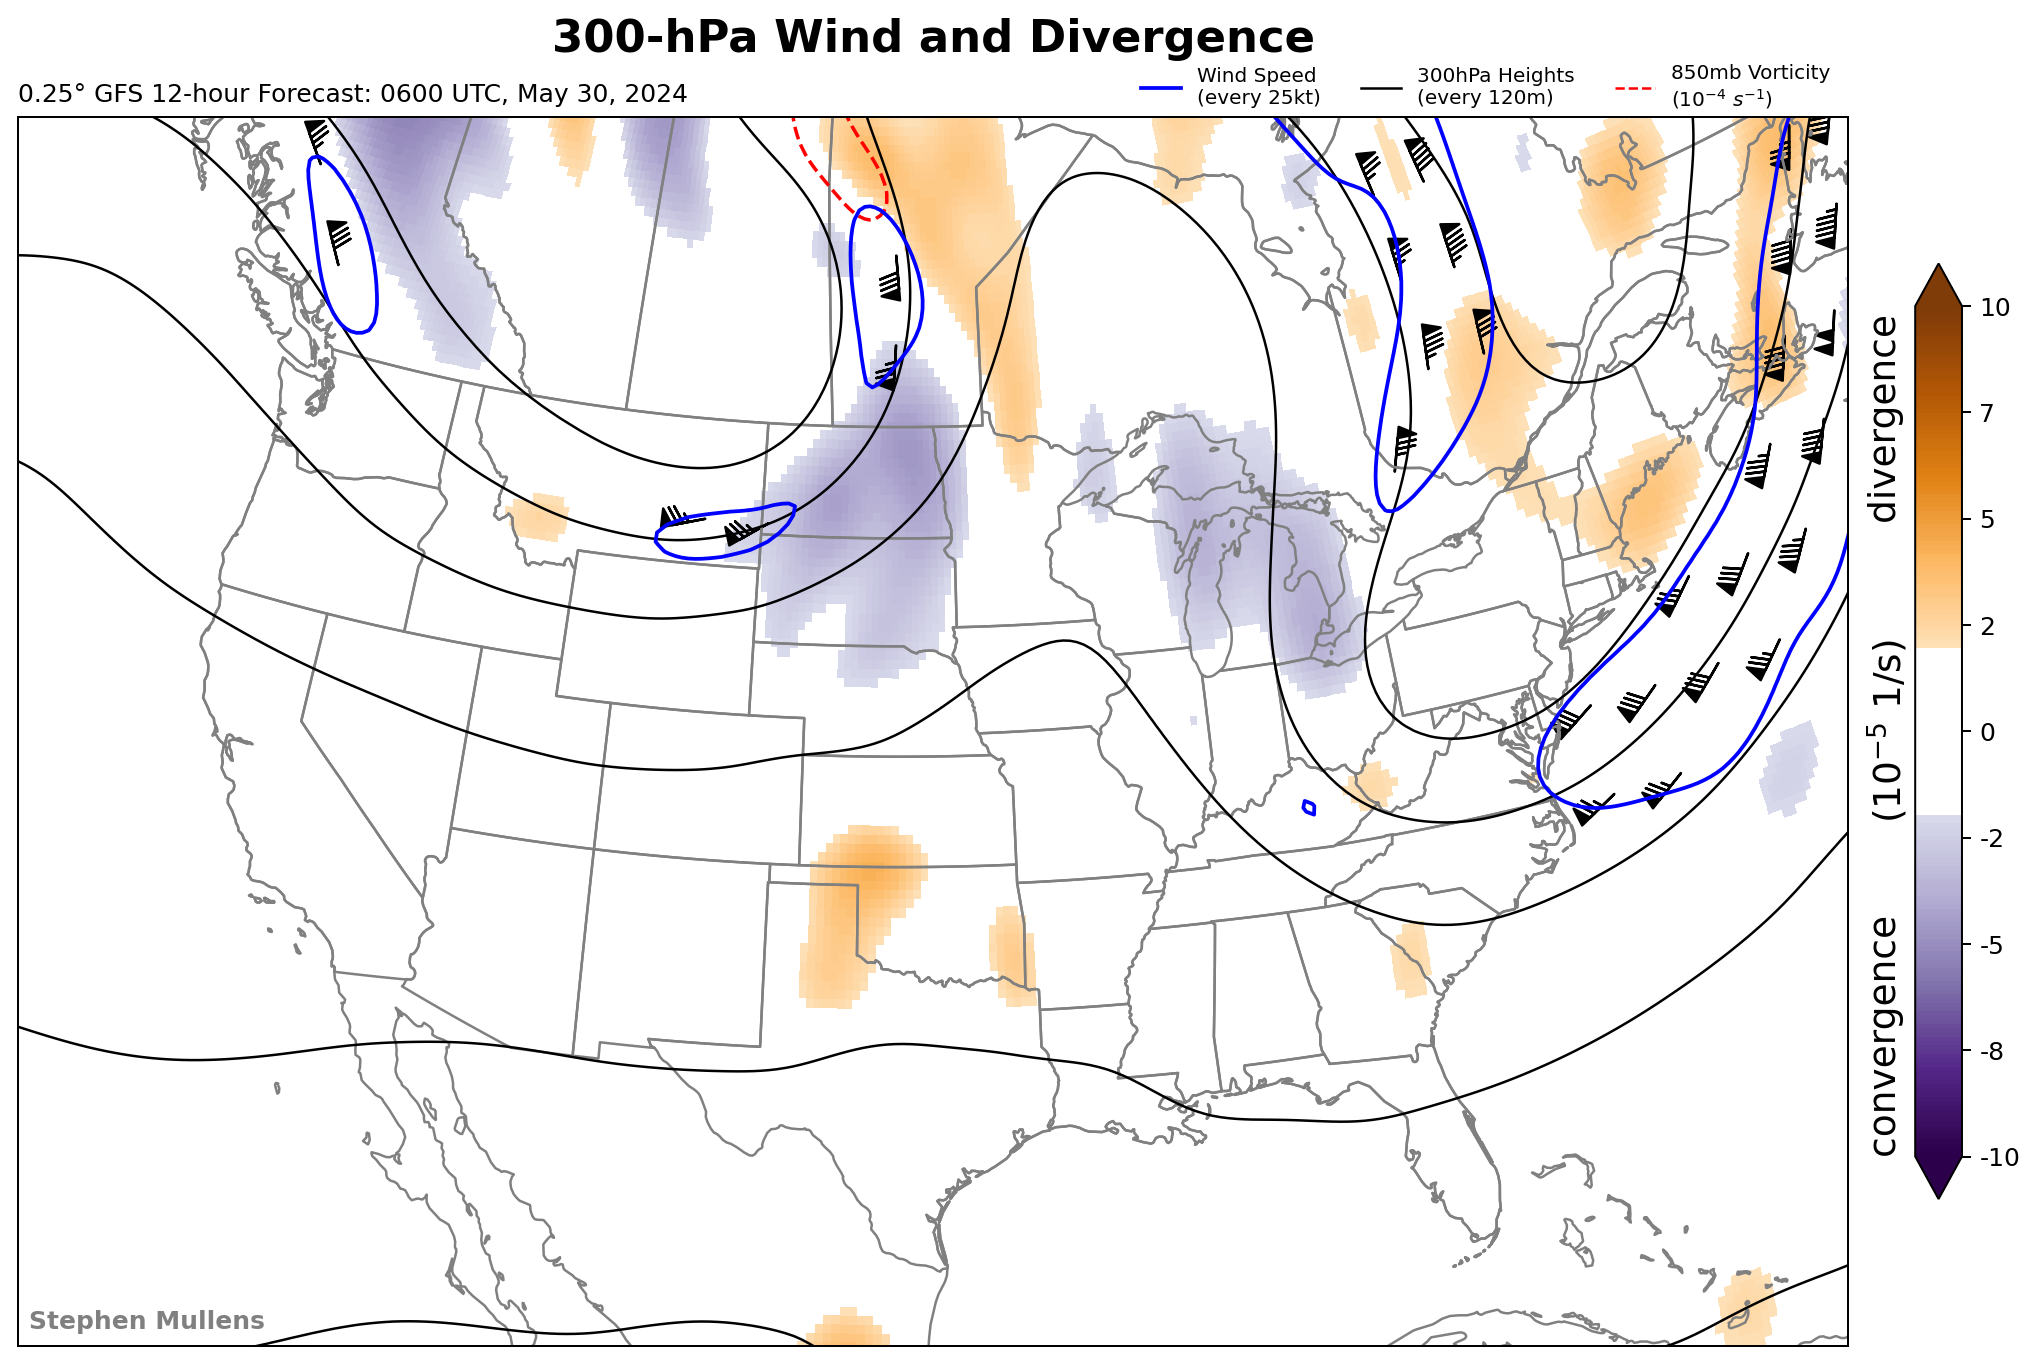 300-hPa Wind and Divergence
0.25° GFS 12-hour Forecast: 0600 UTC, May 30, 2024
Wind Speed
(every 25kt)
300hPa Heights
(every 120m)
850mb Vorticity
(10⁻⁴ s⁻¹)
10
7
5
2
0
-2
-5
-8
-10
convergence (10⁻⁵ 1/s) divergence
Stephen Mullens